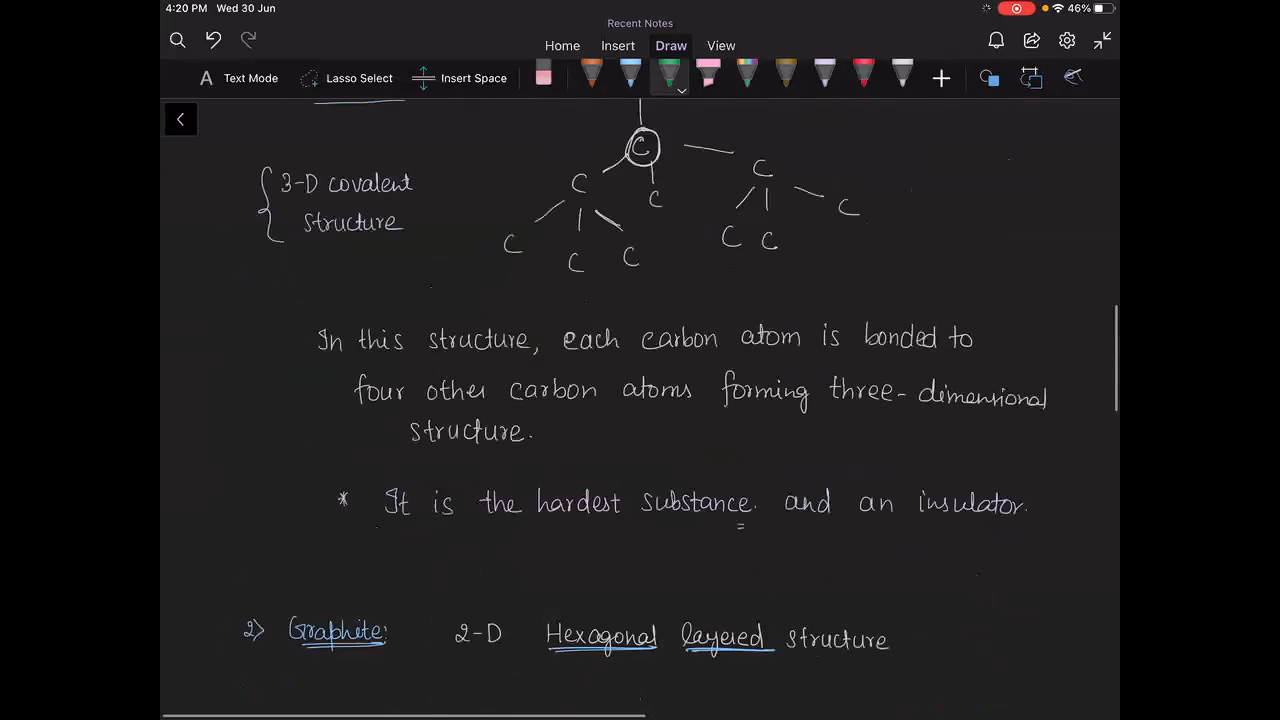 4:20 PM Wed 30 Jun
46%
Recent Notes
Home Insert Draw View
A Text Mode Lasso Select Insert Space
C
C C
{ 3-D covalent structure
C C
C C C C C
In this structure, each carbon atom is bonded to
four other carbon atoms forming three-dimensional
structure.
* It is the hardest substance and an insulator.
2) Graphite: 2-D Hexagonal layered structure